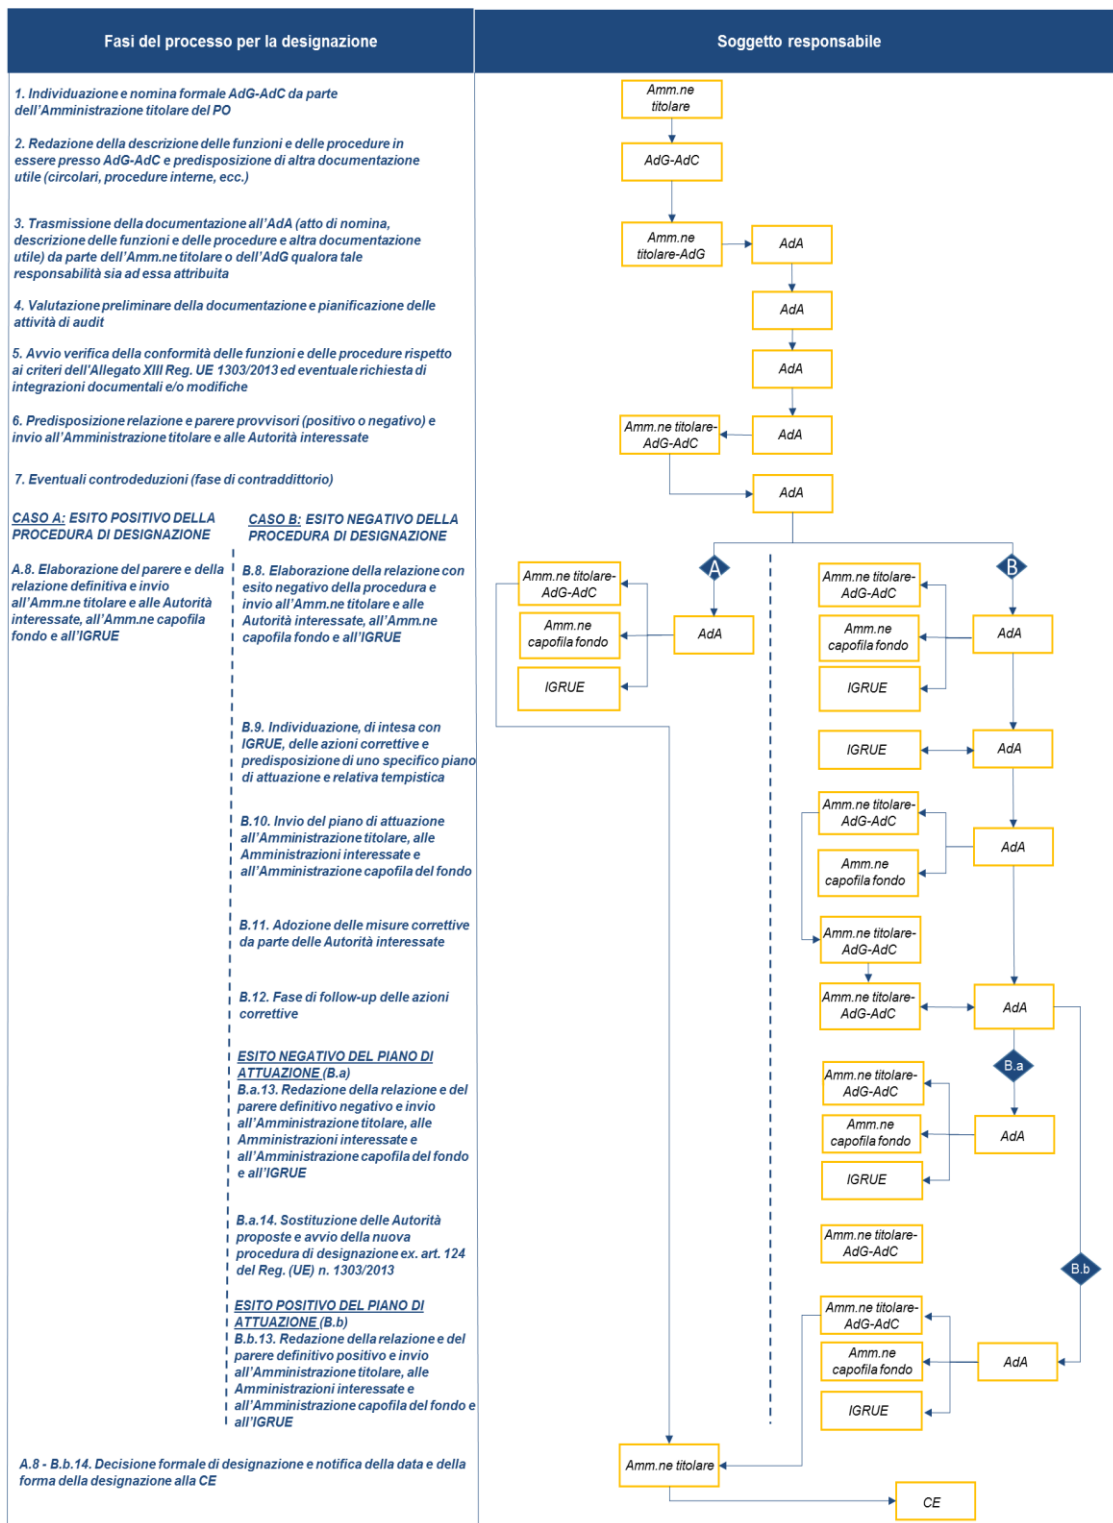 Fasi del processo per la designazione
Soggetto responsabile
1. Individuazione e nomina formale AdG-AdC da parte
dell'Amministrazione titolare del PO
Amm.ne
titolare
2. Redazione della descrizione delle funzioni e delle procedure in
essere presso AdG-AdC e predisposizione di altra documentazione
utile (circolari, procedure interne, ecc.)
AdG-AdC
3. Trasmissione della documentazione all'AdA (atto di nomina,
descrizione delle funzioni e delle procedure e altra documentazione
utile) da parte dell'Amm.ne titolare o dell'AdG qualora tale
responsabilità sia ad essa attribuita
Amm.ne
titolare-AdG
AdA
4. Valutazione preliminare della documentazione e pianificazione delle
attività di audit
AdA
5. Avvio verifica della conformità delle funzioni e delle procedure rispetto
ai criteri dell'Allegato XIII Reg. UE 1303/2013 ed eventuale richiesta di
integrazioni documentali e/o modifiche
AdA
6. Predisposizione relazione e parere provvisori (positivo o negativo) e
invio all'Amministrazione titolare e alle Autorità interessate
Amm.ne titolare-
AdG-AdC
AdA
7. Eventuali controdeduzioni (fase di contraddittorio)
AdA
CASO A: ESITO POSITIVO DELLA
PROCEDURA DI DESIGNAZIONE
CASO B: ESITO NEGATIVO DELLA
PROCEDURA DI DESIGNAZIONE
A.8. Elaborazione del parere e della
relazione definitiva e invio
all'Amm.ne titolare e alle Autorità
interessate, all'Amm.ne capofila
fondo e all'IGRUE
B.8. Elaborazione della relazione con
esito negativo della procedura e
invio all'Amm.ne titolare e alle
Autorità interessate, all'Amm.ne
capofila fondo e all'IGRUE
A
Amm.ne titolare-
AdG-AdC
Amm.ne
capofila fondo
AdA
IGRUE
B
Amm.ne titolare-
AdG-AdC
Amm.ne
capofila fondo
AdA
IGRUE
B.9. Individuazione, di intesa con
IGRUE, delle azioni correttive e
predisposizione di uno specifico piano
di attuazione e relativa tempistica
IGRUE
AdA
B.10. Invio del piano di attuazione
all'Amministrazione titolare, alle
Amministrazioni interessate e
all'Amministrazione capofila del fondo
Amm.ne titolare-
AdG-AdC
AdA
Amm.ne
capofila fondo
B.11. Adozione delle misure correttive
da parte delle Autorità interessate
Amm.ne titolare-
AdG-AdC
B.12. Fase di follow-up delle azioni
correttive
Amm.ne titolare-
AdG-AdC
AdA
ESITO NEGATIVO DEL PIANO DI
ATTUAZIONE (B.a)
B.a.13. Redazione della relazione e del
parere definitivo negativo e invio
all'Amministrazione titolare, alle
Amministrazioni interessate e
all'Amministrazione capofila del fondo
e all'IGRUE
B.a
Amm.ne titolare-
AdG-AdC
Amm.ne
capofila fondo
AdA
IGRUE
B.a.14. Sostituzione delle Autorità
proposte e avvio della nuova
procedura di designazione ex. art. 124
del Reg. (UE) n. 1303/2013
Amm.ne titolare-
AdG-AdC
B.b
ESITO POSITIVO DEL PIANO DI
ATTUAZIONE (B.b)
B.b.13. Redazione della relazione e del
parere definitivo positivo e invio
all'Amministrazione titolare, alle
Amministrazioni interessate e
all'Amministrazione capofila del fondo e
all'IGRUE
Amm.ne titolare-
AdG-AdC
Amm.ne
capofila fondo
AdA
IGRUE
A.8 - B.b.14. Decisione formale di designazione e notifica della data e della
forma della designazione alla CE
Amm.ne titolare
CE